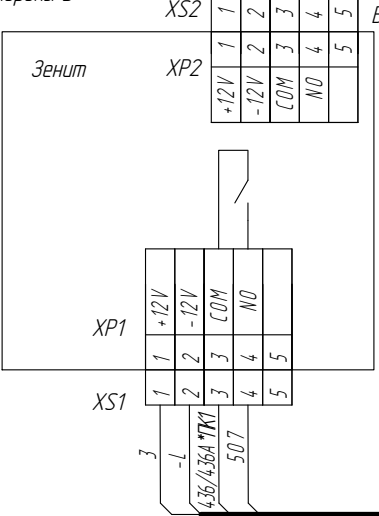 XS2 1 2 3 4 5
Зенит
XP2 1 2 3 4 5
+12V -12V COM NO
XP1 +12V -12V COM NO
1 2 3 4 5
XS1 1 2 3 4 5
3 -L 436/436А *ПК1 507